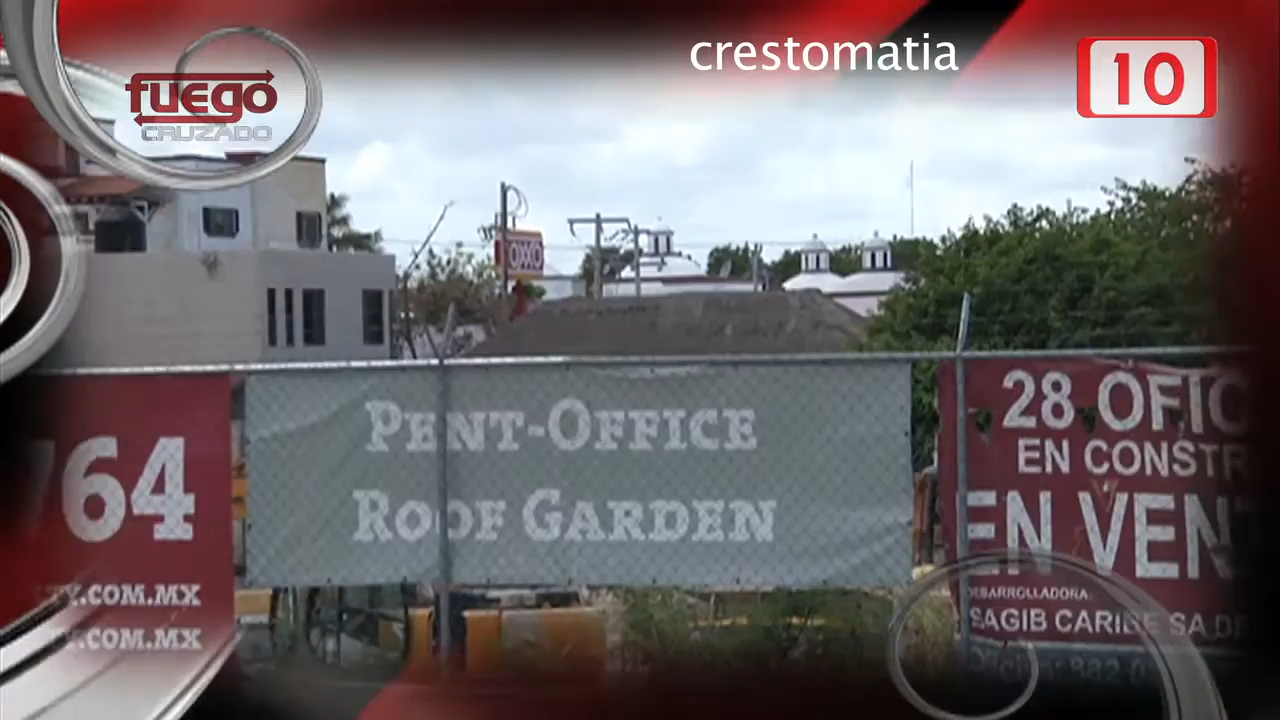 fuego
CRUZADO
crestomatia
10
OXXO
764
.COM.MX
.COM.MX
PENT-OFFICE
ROOF GARDEN
28 OFIC
EN CONSTR
EN VEN
DESARROLLADORA:
SAGIB CARIBE SA DE